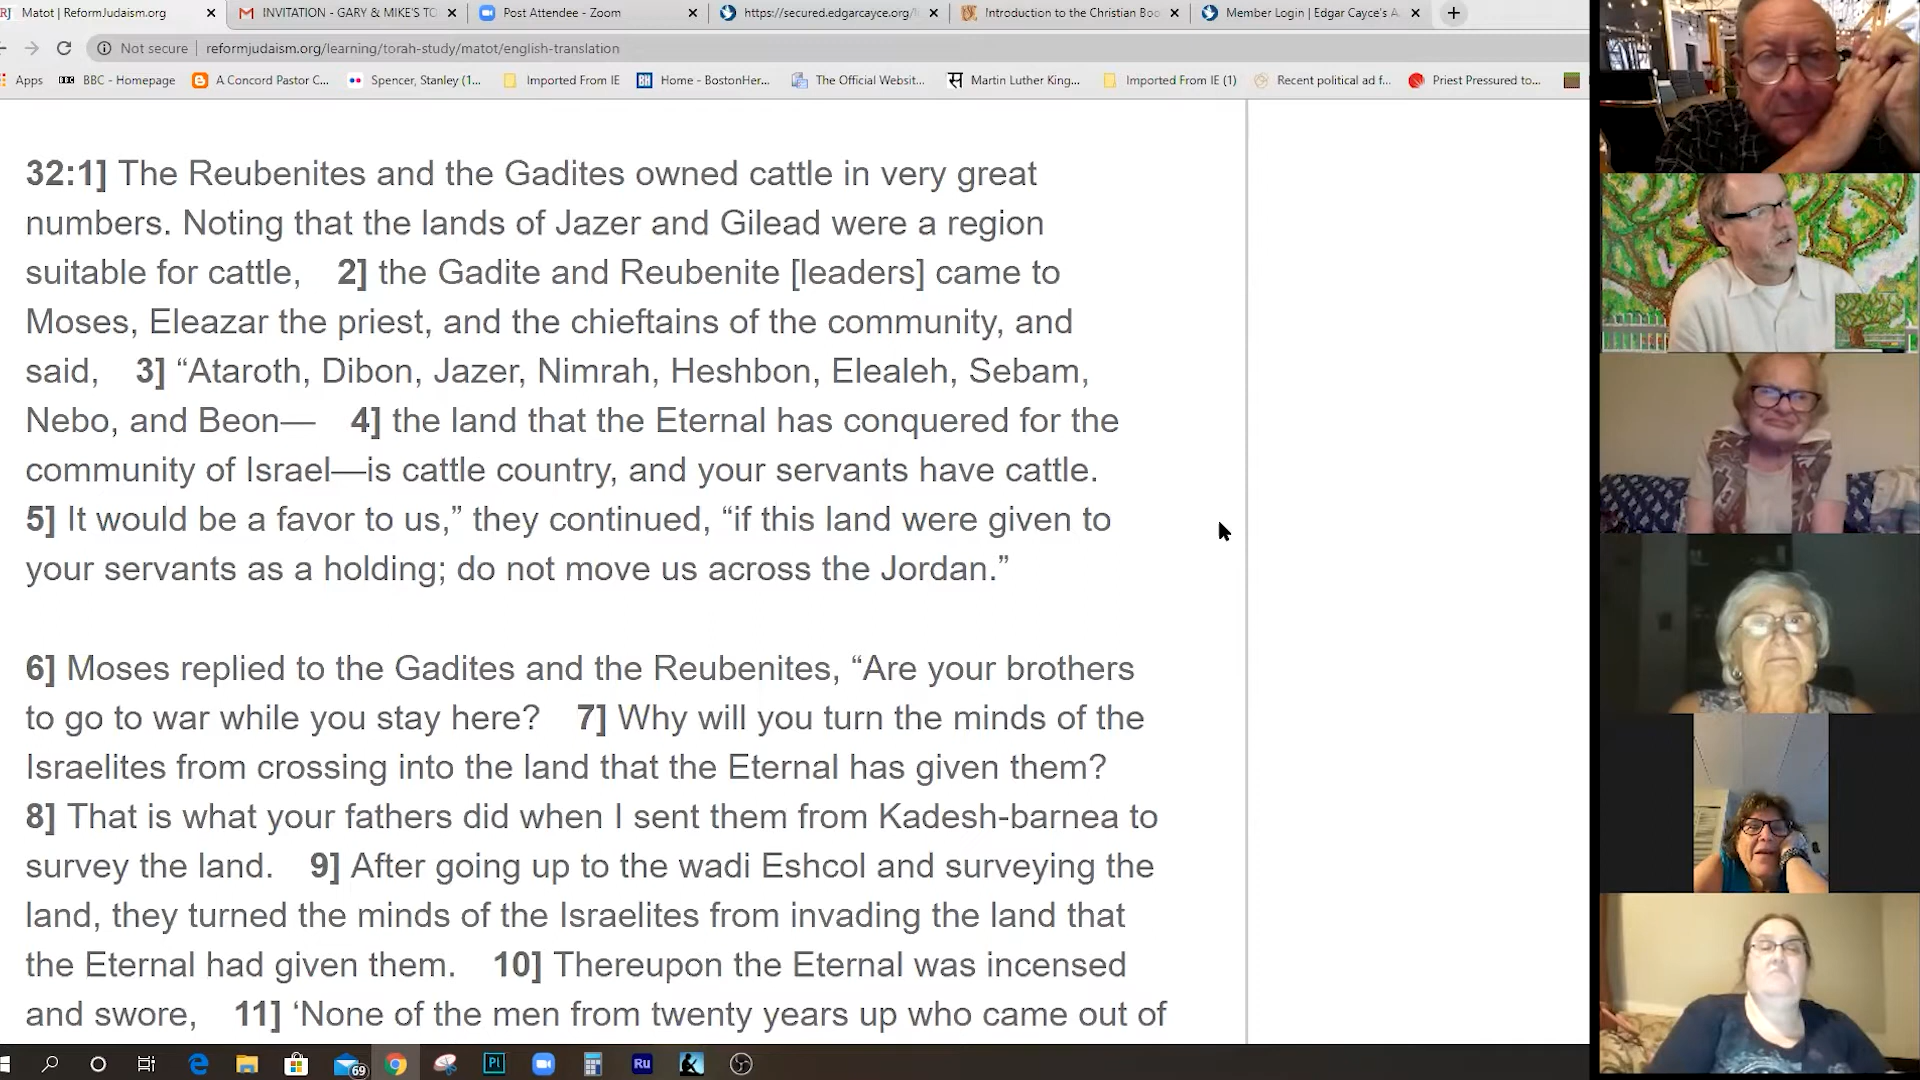 Matot | ReformJudaism.org
INVITATION - GARY & MIKE'S TO
Post Attendee - Zoom
https://secured.edgarcayce.org/
Introduction to the Christian Boo
Member Login | Edgar Cayce's A
Not secure | reformjudaism.org/learning/torah-study/matot/english-translation
Apps
BBC BBC - Homepage
A Concord Pastor C...
Spencer, Stanley (1...
Imported From IE
BH Home - BostonHer...
The Official Websit...
Martin Luther King...
Imported From IE (1)
Recent political ad f...
Priest Pressured to...
32:1] The Reubenites and the Gadites owned cattle in very great
numbers. Noting that the lands of Jazer and Gilead were a region
suitable for cattle, 2] the Gadite and Reubenite [leaders] came to
Moses, Eleazar the priest, and the chieftains of the community, and
said, 3] “Ataroth, Dibon, Jazer, Nimrah, Heshbon, Elealeh, Sebam,
Nebo, and Beon— 4] the land that the Eternal has conquered for the
community of Israel—is cattle country, and your servants have cattle.
5] It would be a favor to us,” they continued, “if this land were given to
your servants as a holding; do not move us across the Jordan.”
6] Moses replied to the Gadites and the Reubenites, “Are your brothers
to go to war while you stay here? 7] Why will you turn the minds of the
Israelites from crossing into the land that the Eternal has given them?
8] That is what your fathers did when I sent them from Kadesh-barnea to
survey the land. 9] After going up to the wadi Eshcol and surveying the
land, they turned the minds of the Israelites from invading the land that
the Eternal had given them. 10] Thereupon the Eternal was incensed
and swore, 11] ‘None of the men from twenty years up who came out of
69
Pl
Ru